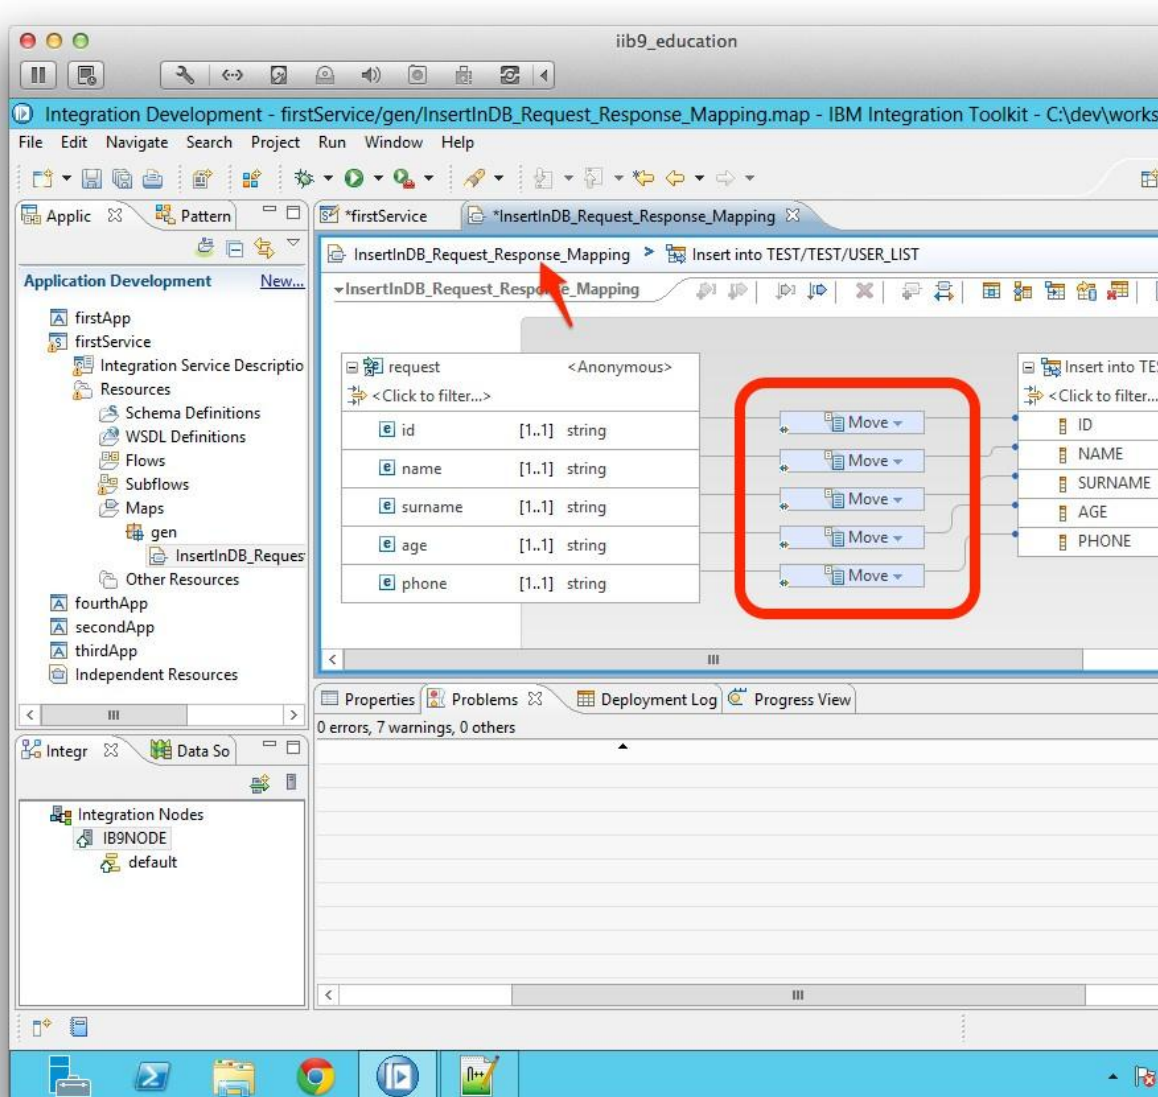 iib9_education
Integration Development - firstService/gen/InsertInDB_Request_Response_Mapping.map - IBM Integration Toolkit - C:\dev\works
File Edit Navigate Search Project Run Window Help
Applic Pattern
*firstService *InsertInDB_Request_Response_Mapping
InsertInDB_Request_Response_Mapping > Insert into TEST/TEST/USER_LIST
Application Development New...
InsertInDB_Request_Response_Mapping
firstApp
firstService
Integration Service Descriptio
Resources
Schema Definitions
WSDL Definitions
Flows
Subflows
Maps
gen
InsertInDB_Reques
Other Resources
fourthApp
secondApp
thirdApp
Independent Resources
request <Anonymous>
<Click to filter...>
id [1..1] string
name [1..1] string
surname [1..1] string
age [1..1] string
phone [1..1] string
Move
Move
Move
Move
Move
Insert into TE
<Click to filter...
ID
NAME
SURNAME
AGE
PHONE
Properties Problems Deployment Log Progress View
0 errors, 7 warnings, 0 others
Integr Data So
Integration Nodes
IB9NODE
default
N++